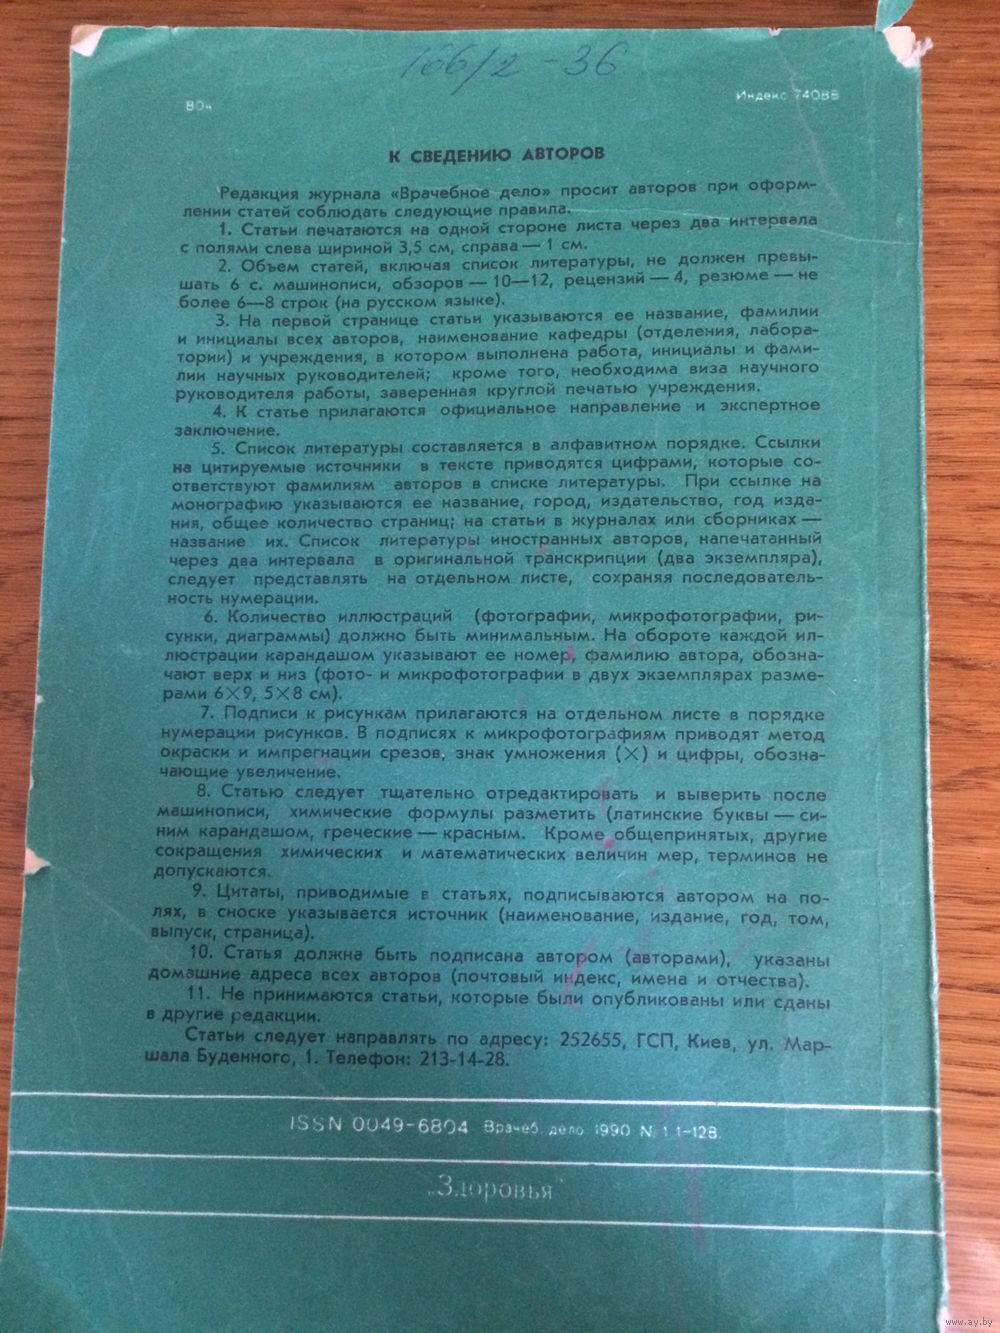 166/2-36
80к
Индекс 74088
К СВЕДЕНИЮ АВТОРОВ
Редакция журнала «Врачебное дело» просит авторов при оформ-
лении статей соблюдать следующие правила.
1. Статьи печатаются на одной стороне листа через два интервала
с полями слева шириной 3,5 см, справа — 1 см.
2. Объем статей, включая список литературы, не должен превы-
шать 6 с. машинописи, обзоров — 10—12, рецензий — 4, резюме — не
более 6—8 строк (на русском языке).
3. На первой странице статьи указываются ее название, фамилии
и инициалы всех авторов, наименование кафедры (отделения, лабора-
тории) и учреждения, в котором выполнена работа, инициалы и фами-
лии научных руководителей; кроме того, необходима виза научного
руководителя работы, заверенная круглой печатью учреждения.
4. К статье прилагаются официальное направление и экспертное
заключение.
5. Список литературы составляется в алфавитном порядке. Ссылки
на цитируемые источники в тексте приводятся цифрами, которые со-
ответствуют фамилиям авторов в списке литературы. При ссылке на
монографию указываются ее название, город, издательство, год изда-
ния, общее количество страниц; на статьи в журналах или сборниках —
название их. Список литературы иностранных авторов, напечатанный
через два интервала в оригинальной транскрипции (два экземпляра),
следует представлять на отдельном листе, сохраняя последователь-
ность нумерации.
6. Количество иллюстраций (фотографии, микрофотографии, ри-
сунки, диаграммы) должно быть минимальным. На обороте каждой ил-
люстрации карандашом указывают ее номер, фамилию автора, обозна-
чают верх и низ (фото- и микрофотографии в двух экземплярах разме-
рами 6×9, 5×8 см).
7. Подписи к рисункам прилагаются на отдельном листе в порядке
нумерации рисунков. В подписях к микрофотографиям приводят метод
окраски и импрегнации срезов, знак умножения (×) и цифры, обозна-
чающие увеличение.
8. Статью следует тщательно отредактировать и выверить после
машинописи, химические формулы разметить (латинские буквы — си-
ним карандашом, греческие — красным. Кроме общепринятых, другие
сокращения химических и математических величин мер, терминов не
допускаются.
9. Цитаты, приводимые в статьях, подписываются автором на по-
лях, в сноске указывается источник (наименование, издание, год, том,
выпуск, страница).
10. Статья должна быть подписана автором (авторами), указаны
домашние адреса всех авторов (почтовый индекс, имена и отчества).
11. Не принимаются статьи, которые были опубликованы или сданы
в другие редакции.
Статьи следует направлять по адресу: 252655, ГСП, Киев, ул. Мар-
шала Буденного, 1. Телефон: 213-14-28.
ISSN 0049-6804 Врачеб. дело 1990 N. 1 1-128.
„Здоровья"
www.ay.by